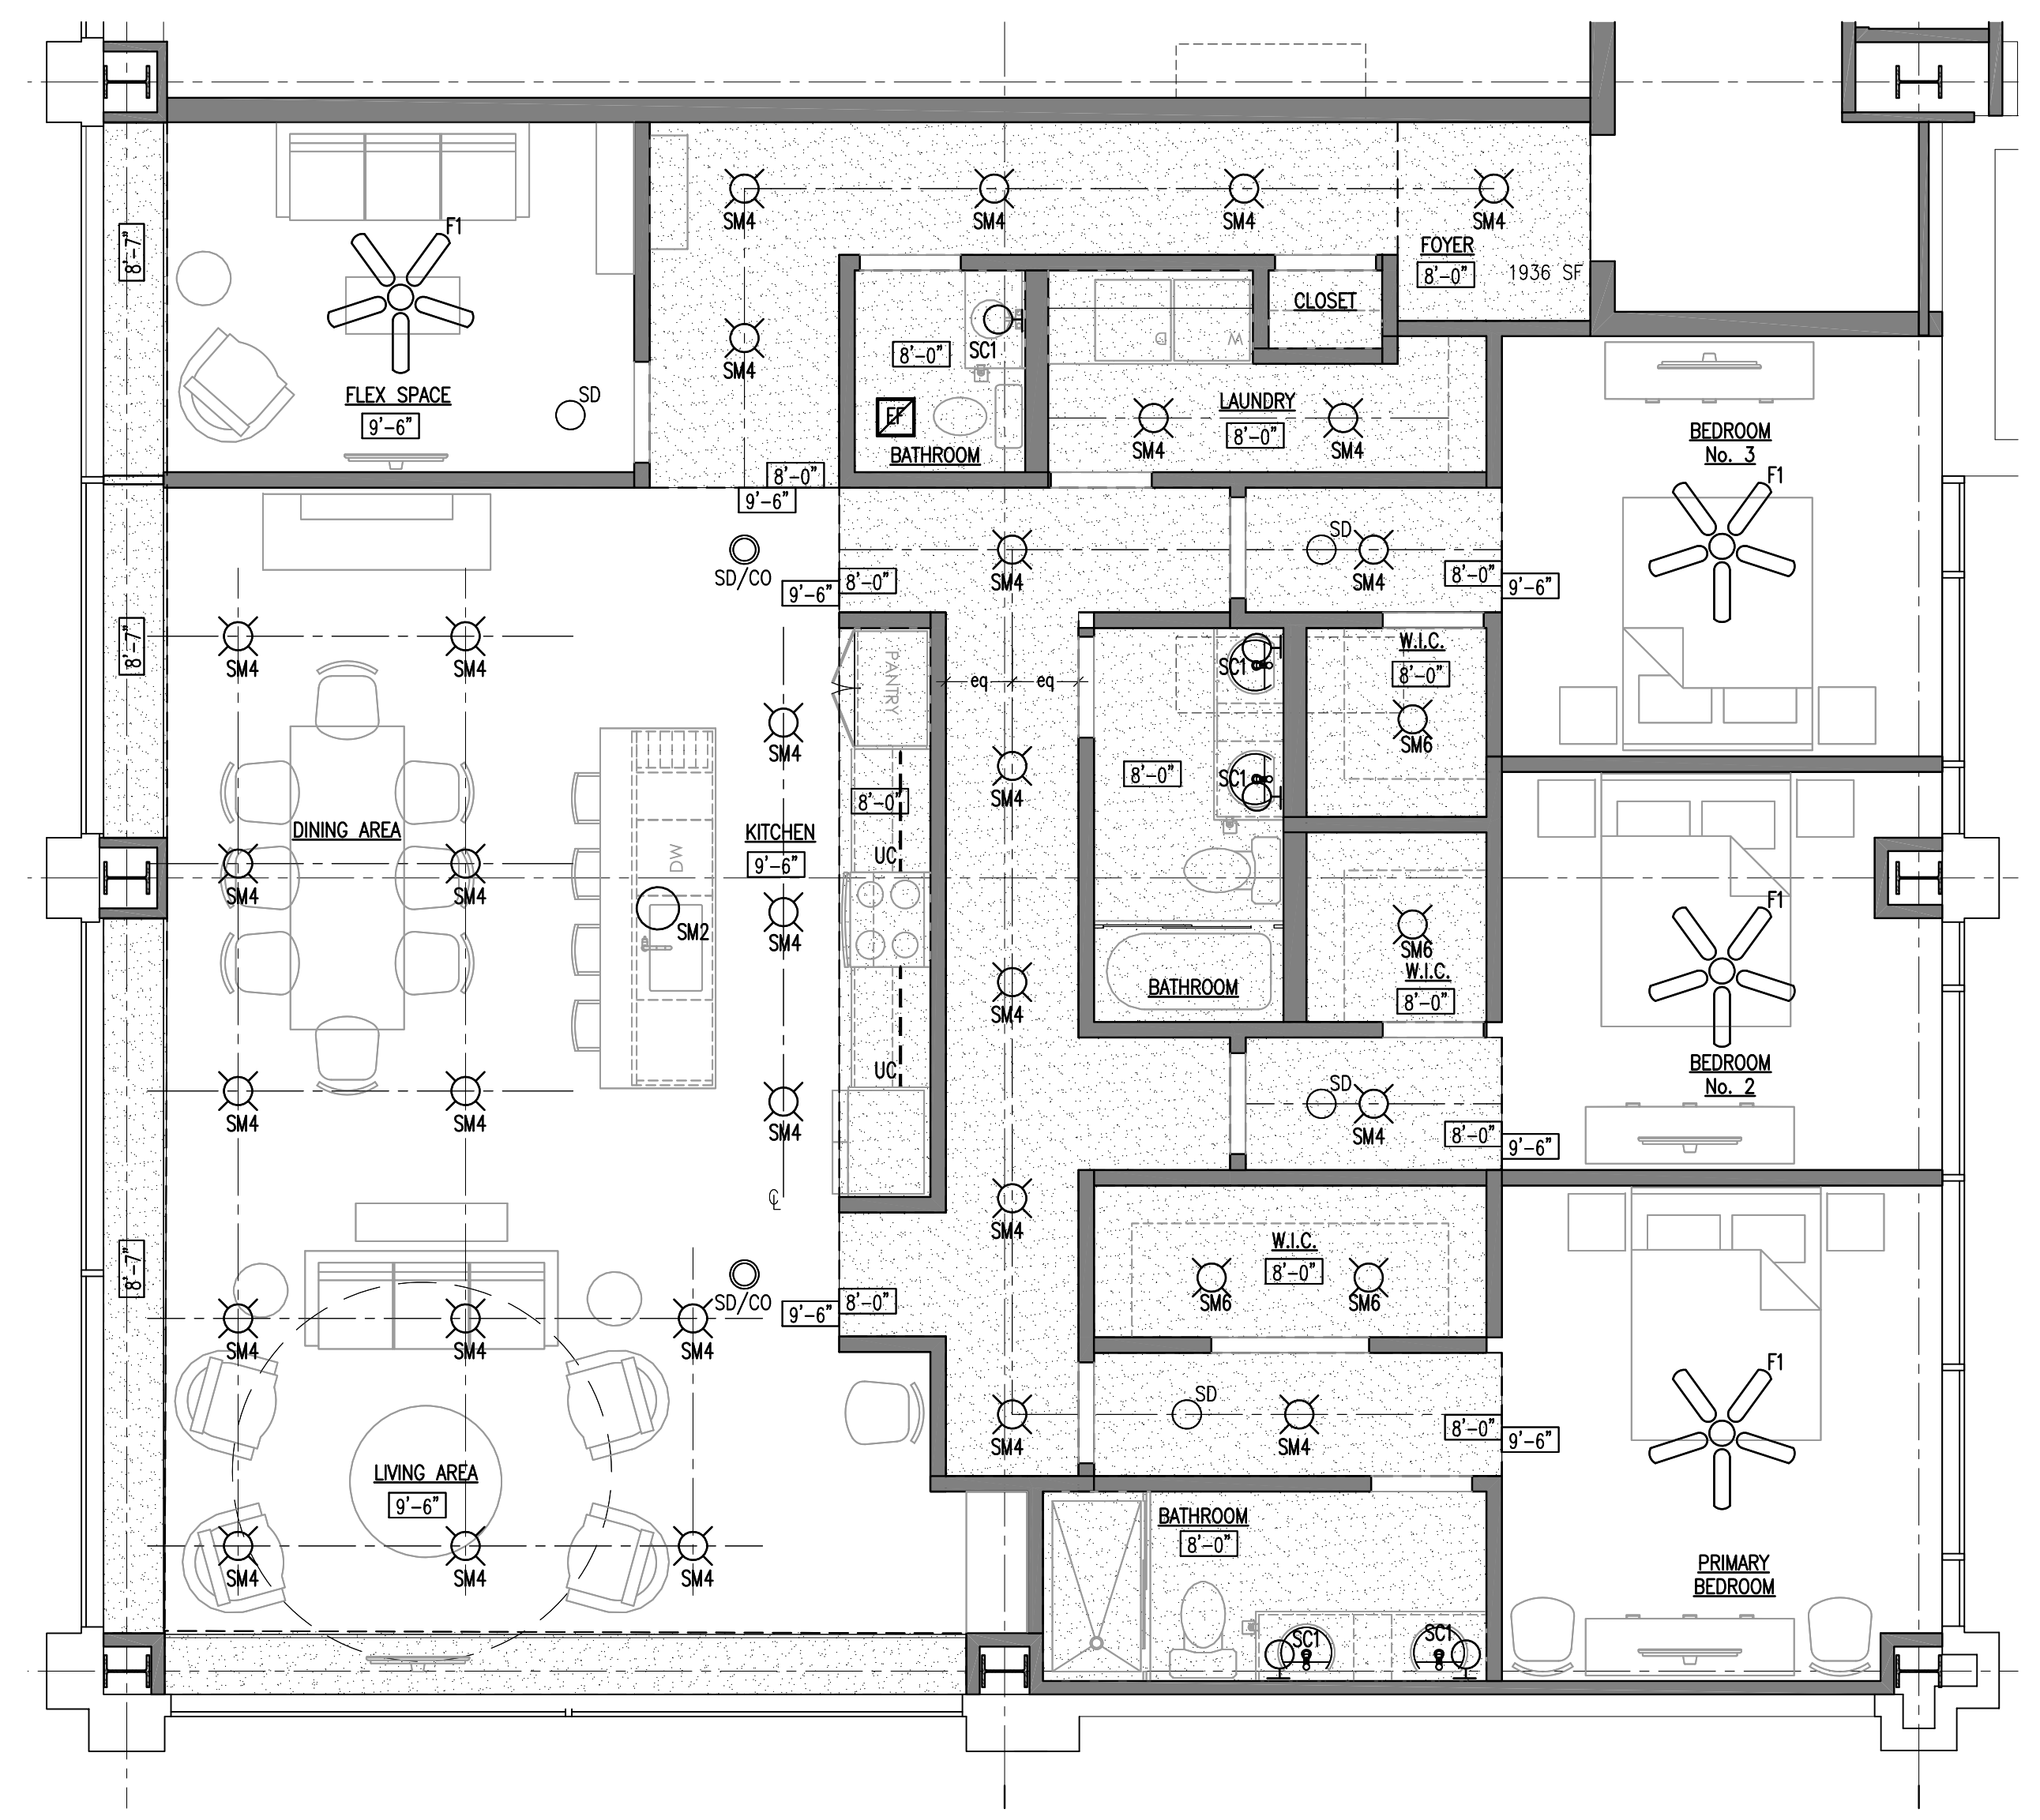 F1
8'-7"
SM4
SM4
SM4
SM4
FOYER
8'-0"
1936 SF
CLOSET
SM4
SC1
8'-0"
D
W
FLEX SPACE
9'-6"
SD
EF
BATHROOM
SM4
LAUNDRY
8'-0"
SM4
BEDROOM
No. 3
F1
8'-0"
9'-6"
SD/CO
9'-6"
8'-0"
SM4
SD
SM4
8'-0"
9'-6"
8'-7"
SM4
SM4
PANTRY
eq
eq
SC1
W.I.C.
8'-0"
SM6
SM4
SM4
SC1
8'-0"
8'-0"
DINING AREA
KITCHEN
9'-6"
DW
UC
SM4
SM4
SM2
SM4
SM6
W.I.C.
8'-0"
F1
BATHROOM
SM4
UC
BEDROOM
No. 2
SM4
SM4
SM4
SD
SM4
8'-0"
9'-6"
CL
8'-7"
SM4
W.I.C.
8'-0"
SM6
SM6
SD/CO
9'-6"
8'-0"
SM4
SM4
SM4
F1
SD
SM4
SM4
8'-0"
9'-6"
LIVING AREA
9'-6"
SM4
SM4
SM4
BATHROOM
8'-0"
PRIMARY
BEDROOM
SC1
SC1